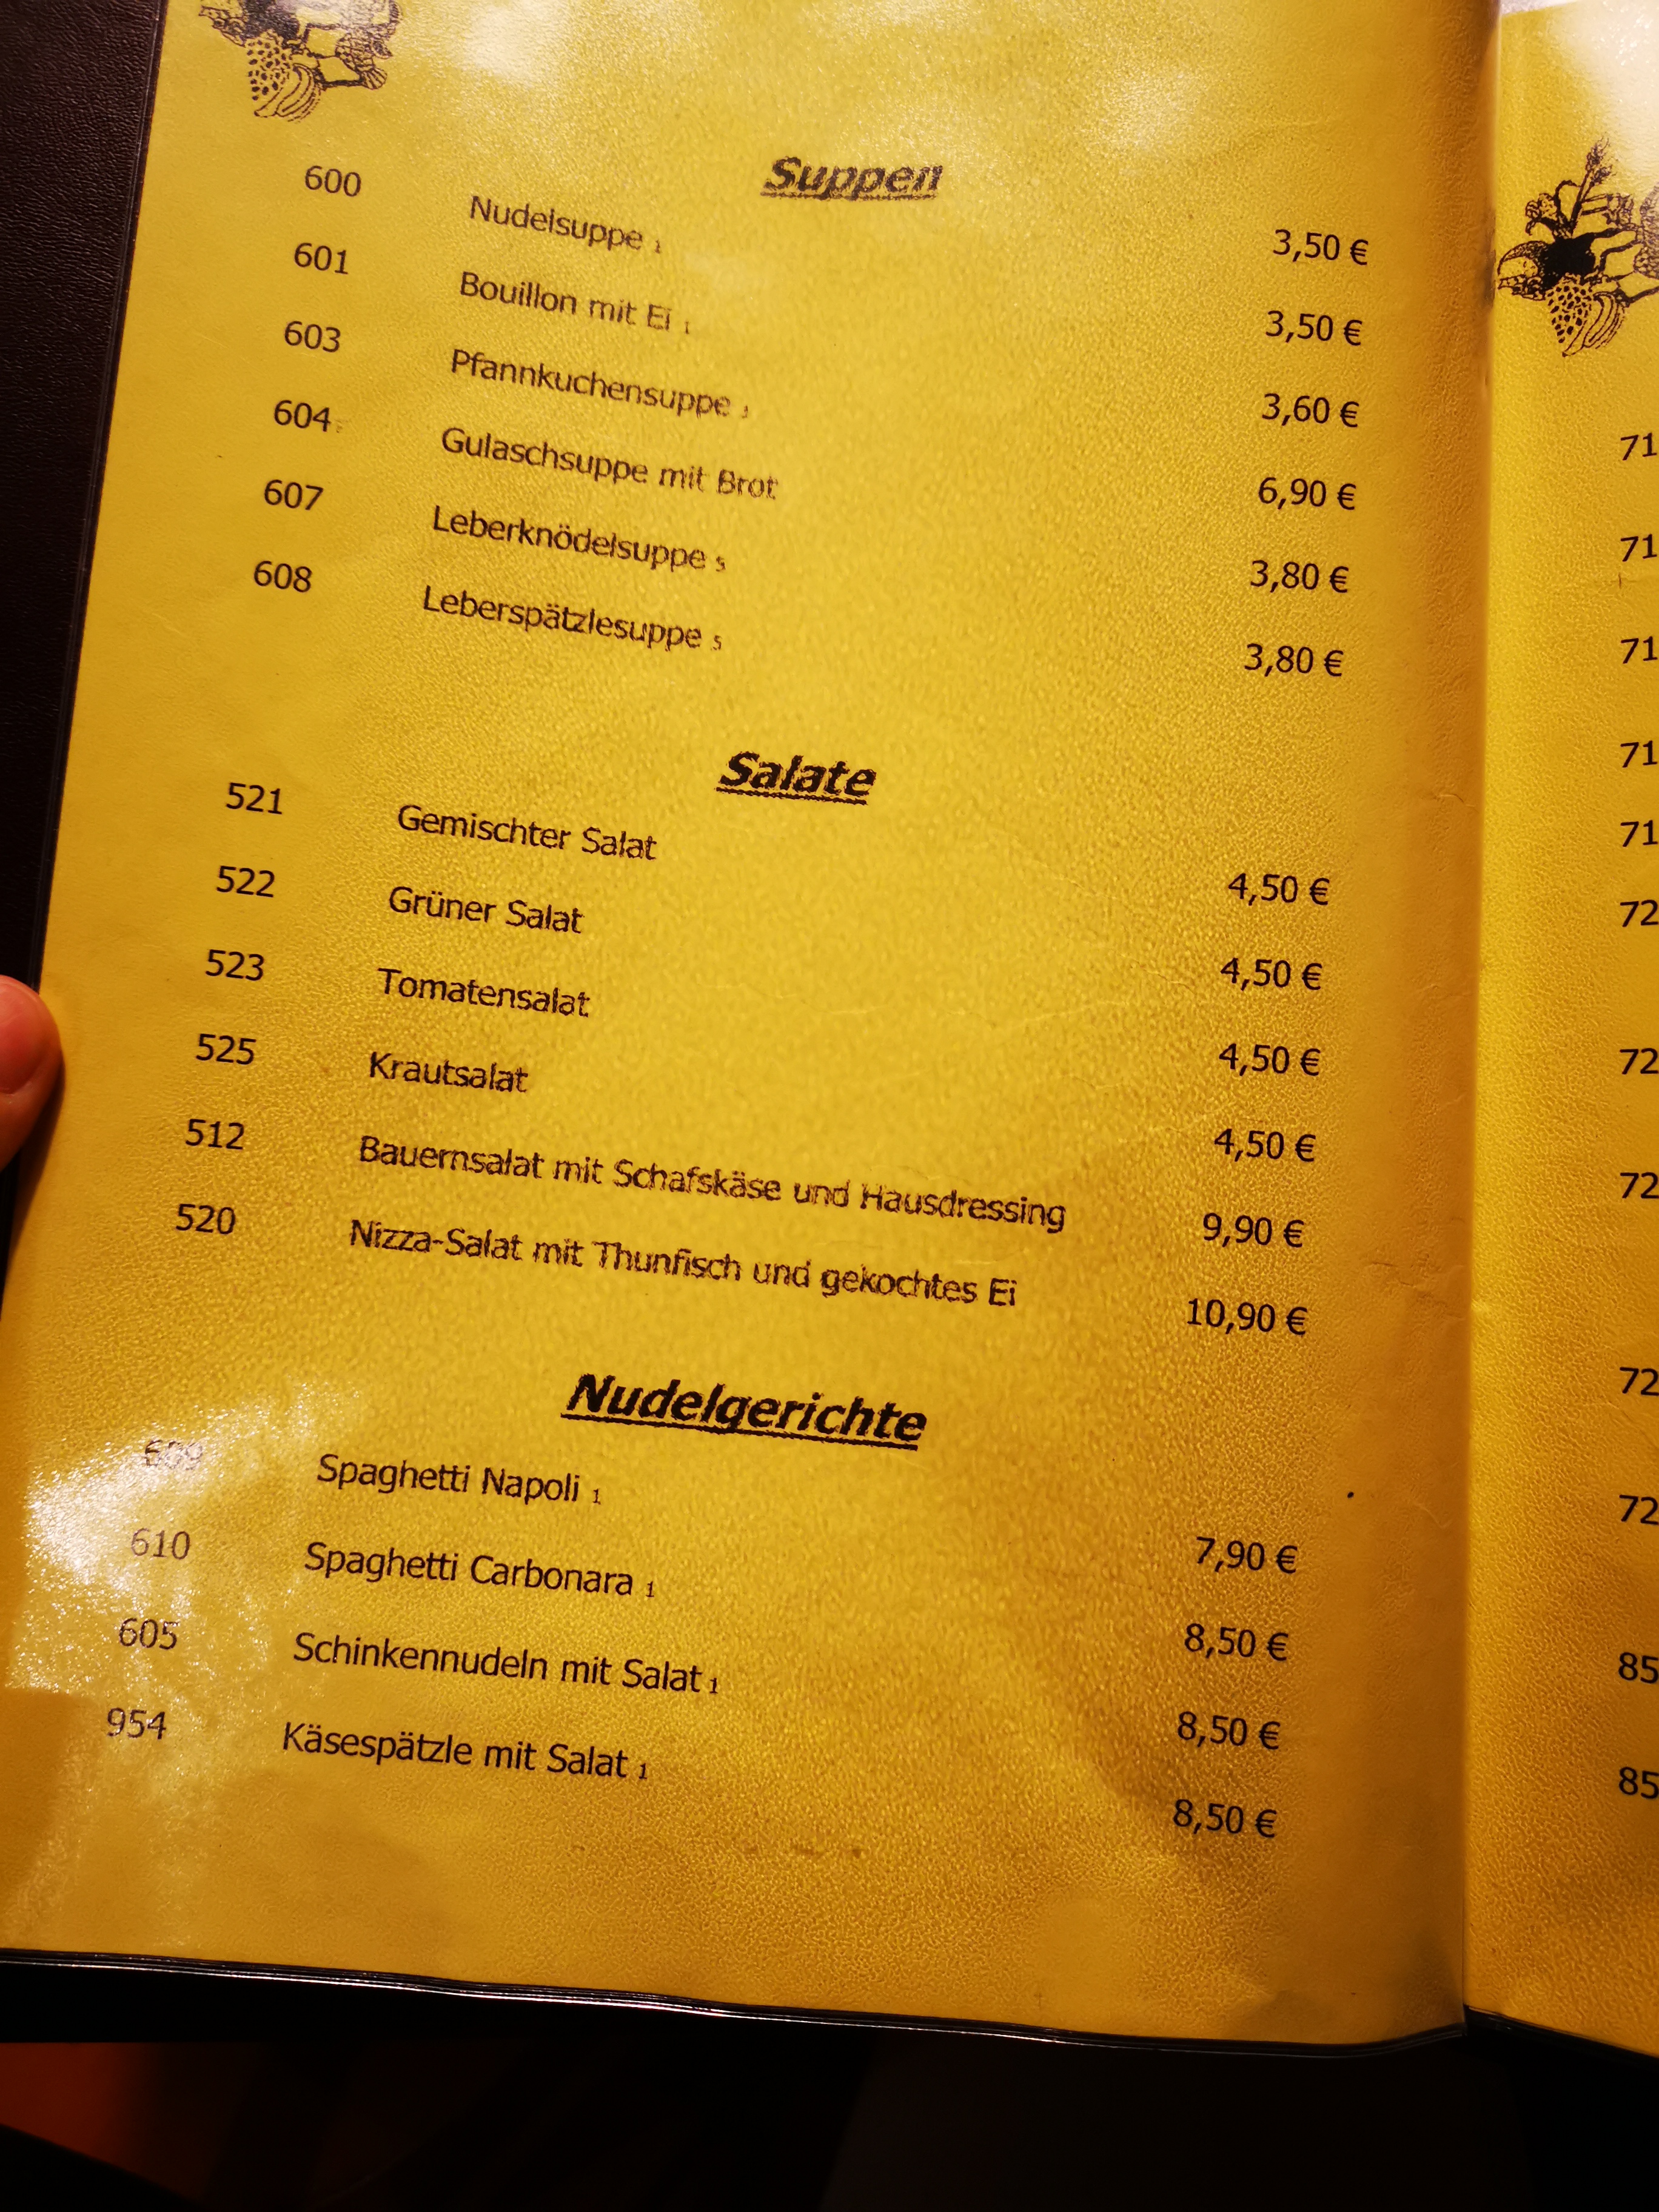 Suppen
600 Nudelsuppe 1 3,50 €
601 Bouillon mit Ei 1 3,50 €
603 Pfannkuchensuppe 3,60 €
604 Gulaschsuppe mit Brot 6,90 €
607 Leberknödelsuppe 5 3,80 €
608 Leberspätzlesuppe 5 3,80 €
Salate
521 Gemischter Salat 4,50 €
522 Grüner Salat 4,50 €
523 Tomatensalat 4,50 €
525 Krautsalat 4,50 €
512 Bauernsalat mit Schafskäse und Hausdressing 9,90 €
520 Nizza-Salat mit Thunfisch und gekochtes Ei 10,90 €
Nudelgerichte
609 Spaghetti Napoli 1 7,90 €
610 Spaghetti Carbonara 1 8,50 €
605 Schinkennudeln mit Salat 1 8,50 €
954 Käsespätzle mit Salat 1 8,50 €
71
71
71
71
71
72
72
72
72
72
85
85